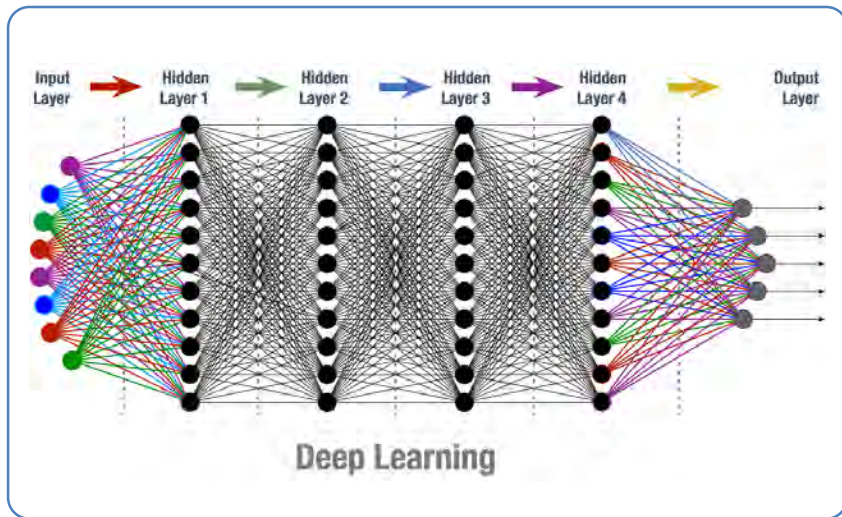 Input
Layer
Hidden
Layer 1
Hidden
Layer 2
Hidden
Layer 3
Hidden
Layer 4
Output
Layer
Deep Learning